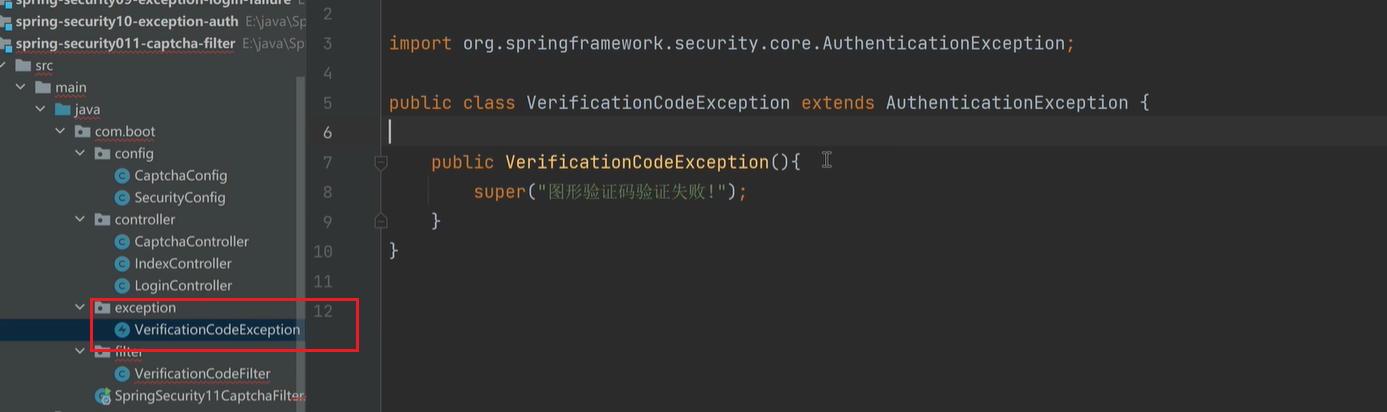 spring-security09-exception-login-failure
spring-security10-exception-auth E:\java\Sp
spring-security011-captcha-filter E:\java\Sp
src
main
java
com.boot
config
CaptchaConfig
SecurityConfig
controller
CaptchaController
IndexController
LoginController
exception
VerificationCodeException
filter
VerificationCodeFilter
SpringSecurity11CaptchaFilter
2
3 import org.springframework.security.core.AuthenticationException;
4
5 public class VerificationCodeException extends AuthenticationException {
6
7 public VerificationCodeException(){
8 super("图形验证码验证失败!");
9 }
10 }
11
12